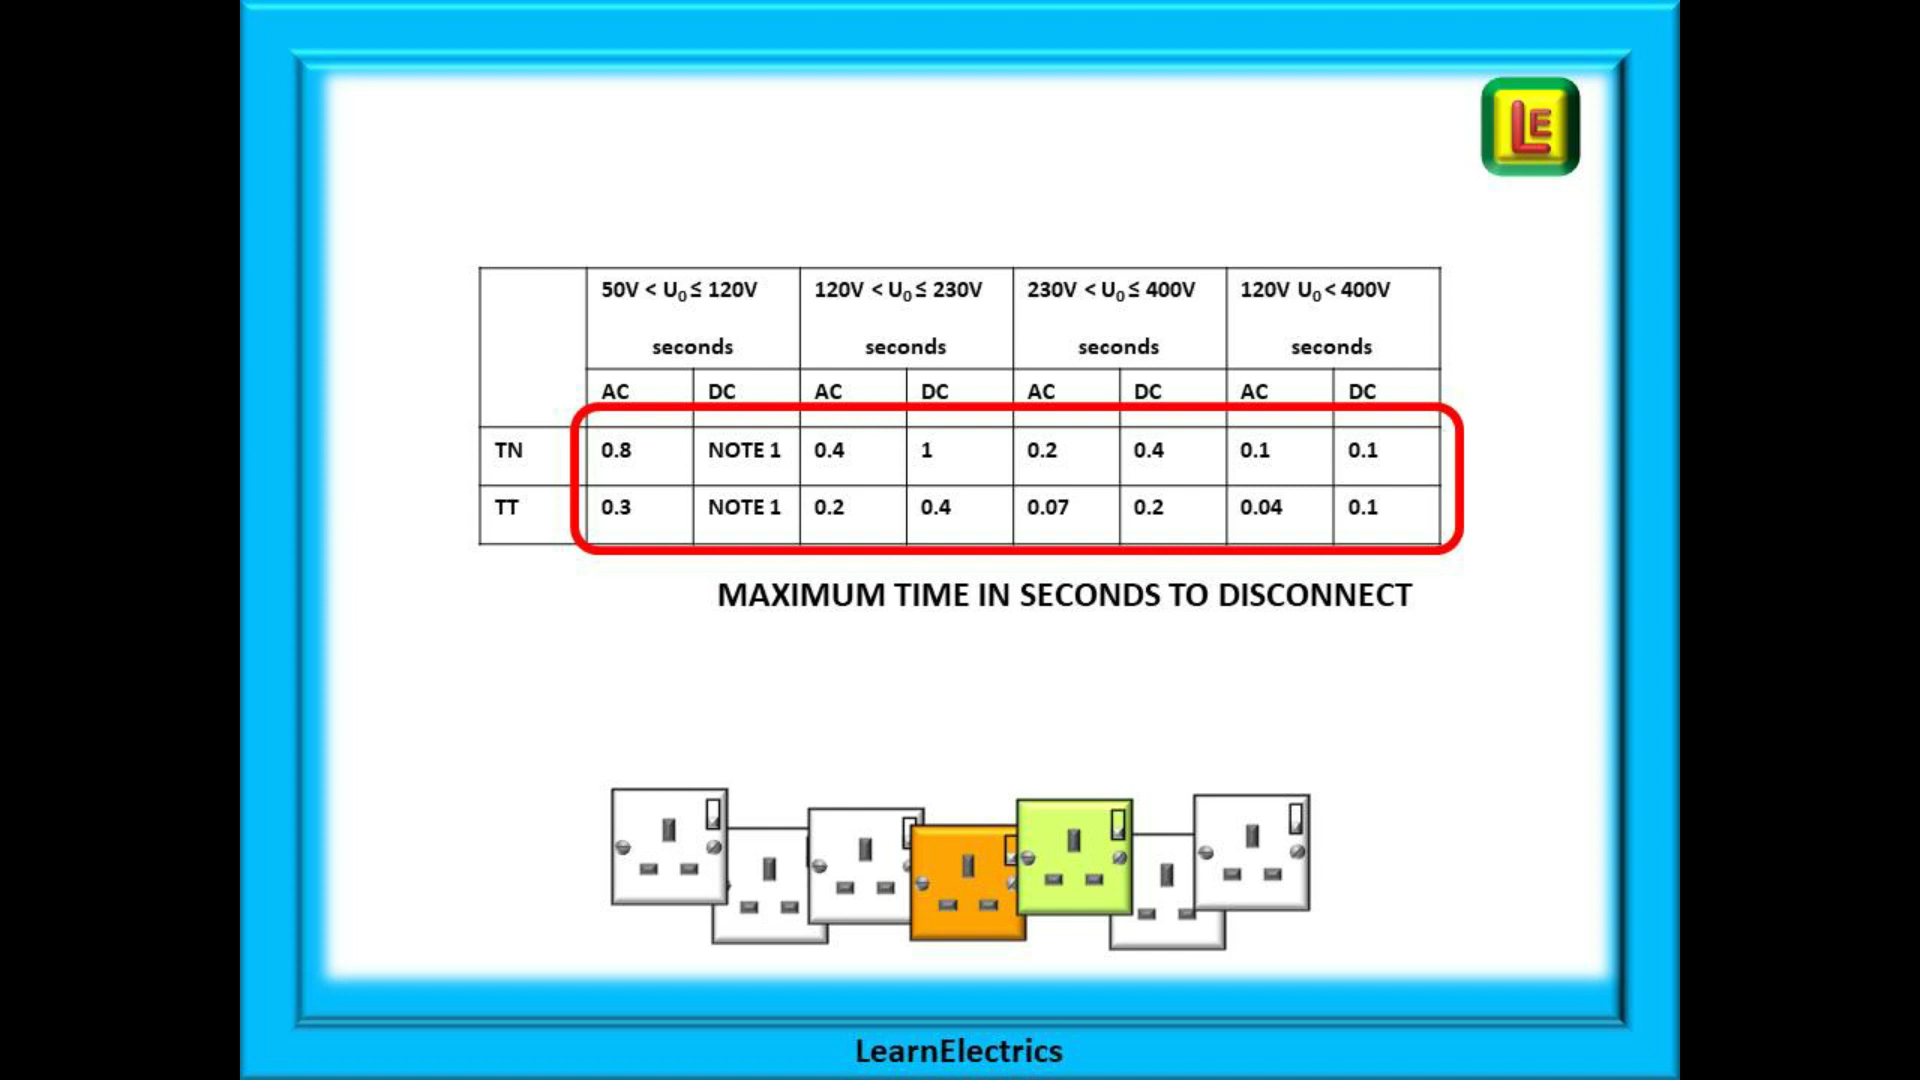 LE
50V < U₀ ≤ 120V 120V < U₀ ≤ 230V 230V < U₀ ≤ 400V 120V U₀ < 400V
seconds seconds seconds seconds
AC DC AC DC AC DC AC DC
TN 0.8 NOTE 1 0.4 1 0.2 0.4 0.1 0.1
TT 0.3 NOTE 1 0.2 0.4 0.07 0.2 0.04 0.1
MAXIMUM TIME IN SECONDS TO DISCONNECT
LearnElectrics